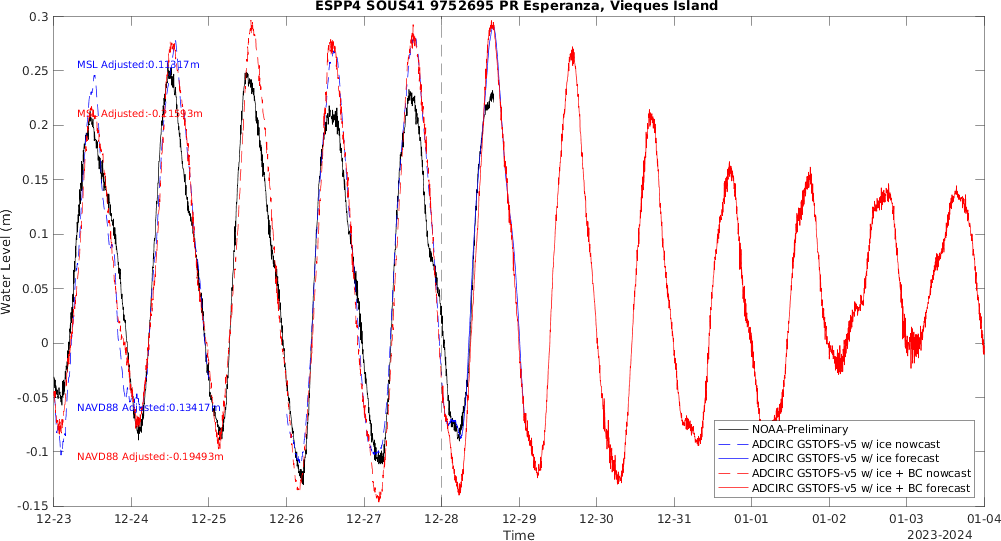 ESPP4 SOUS41 9752695 PR Esperanza, Vieques Island
0.3
0.25
0.2
0.15
0.1
0.05
0
-0.05
-0.1
-0.15
Water Level (m)
MSL Adjusted:0.11317m
MSL Adjusted:-0.21593m
NAVD88 Adjusted:0.13417m
NAVD88 Adjusted:-0.19493m
NOAA-Preliminary
ADCIRC GSTOFS-v5 w/ ice nowcast
ADCIRC GSTOFS-v5 w/ ice forecast
ADCIRC GSTOFS-v5 w/ ice + BC nowcast
ADCIRC GSTOFS-v5 w/ ice + BC forecast
12-23 12-24 12-25 12-26 12-27 12-28 12-29 12-30 12-31 01-01 01-02 01-03 01-04
Time
2023-2024